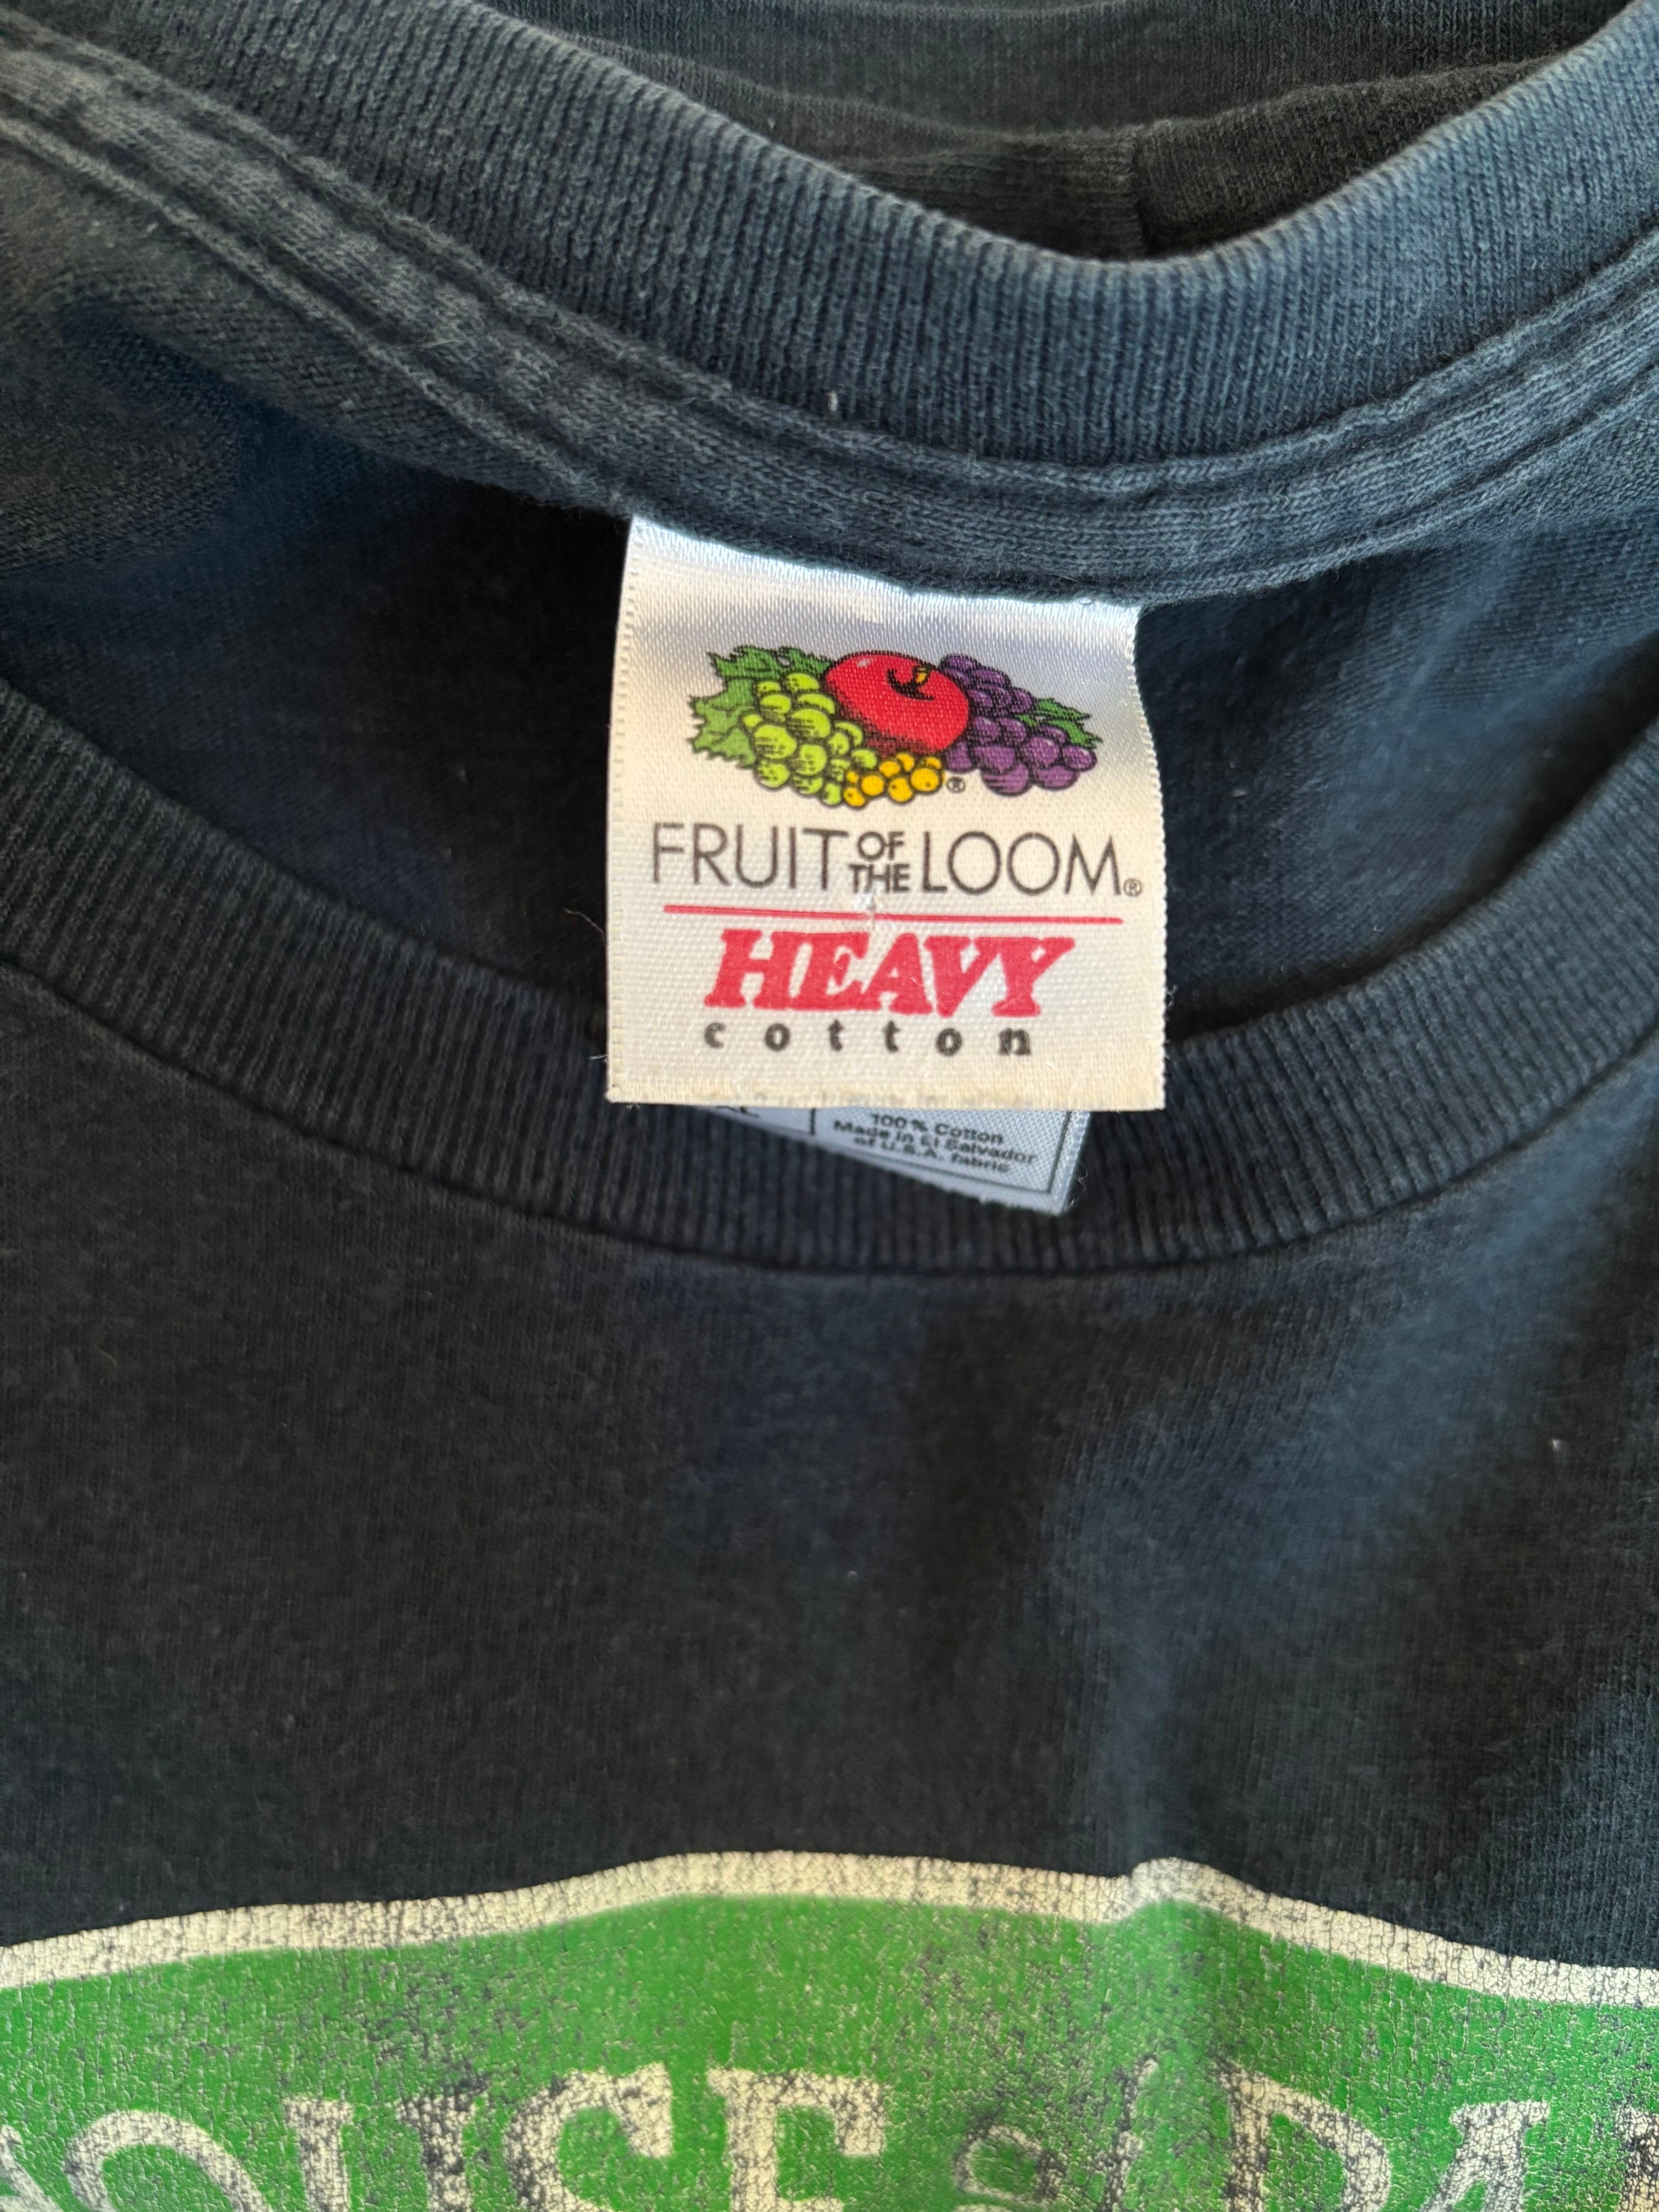 FRUIT OF THE LOOM®
HEAVY
cotton
100% Cotton
Made in El Salvador
of U.S.A. fabric